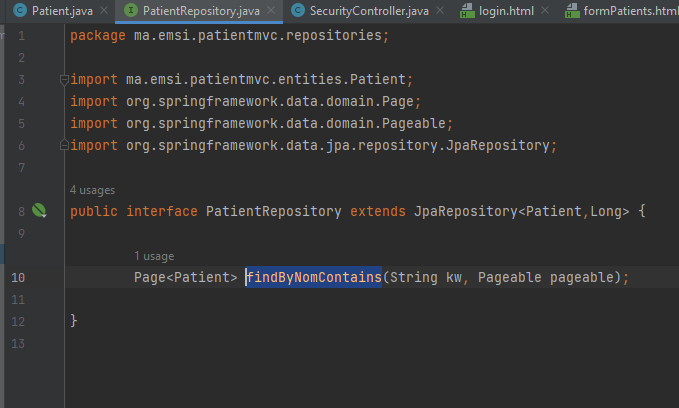 Patient.java × PatientRepository.java × SecurityController.java × login.html × formPatients.html
1 package ma.emsi.patientmvc.repositories;
2
3 import ma.emsi.patientmvc.entities.Patient;
4 import org.springframework.data.domain.Page;
5 import org.springframework.data.domain.Pageable;
6 import org.springframework.data.jpa.repository.JpaRepository;
7
4 usages
8 public interface PatientRepository extends JpaRepository<Patient,Long> {
9
1 usage
10 Page<Patient> findByNomContains(String kw, Pageable pageable);
11
12 }
13